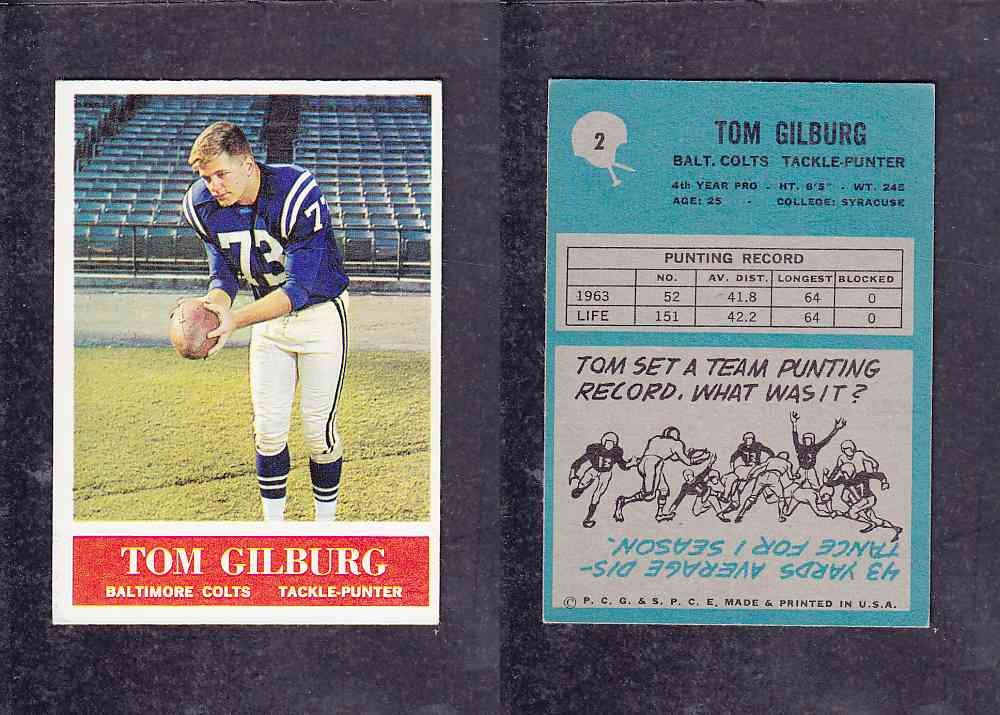 73
7
TOM GILBURG
BALTIMORE COLTS TACKLE-PUNTER
2
TOM GILBURG
BALT. COLTS TACKLE-PUNTER
4th YEAR PRO - HT. 6'5" - WT. 245
AGE: 25 - COLLEGE: SYRACUSE
PUNTING RECORD
NO. AV. DIST. LONGEST BLOCKED
1963 52 41.8 64 0
LIFE 151 42.2 64 0
TOM SET A TEAM PUNTING
RECORD. WHAT WAS IT?
43 YARDS AVERAGE DIS-
TANCE FOR 1 SEASON.
© P. C. G. & S. P. C. E. MADE & PRINTED IN U.S.A.